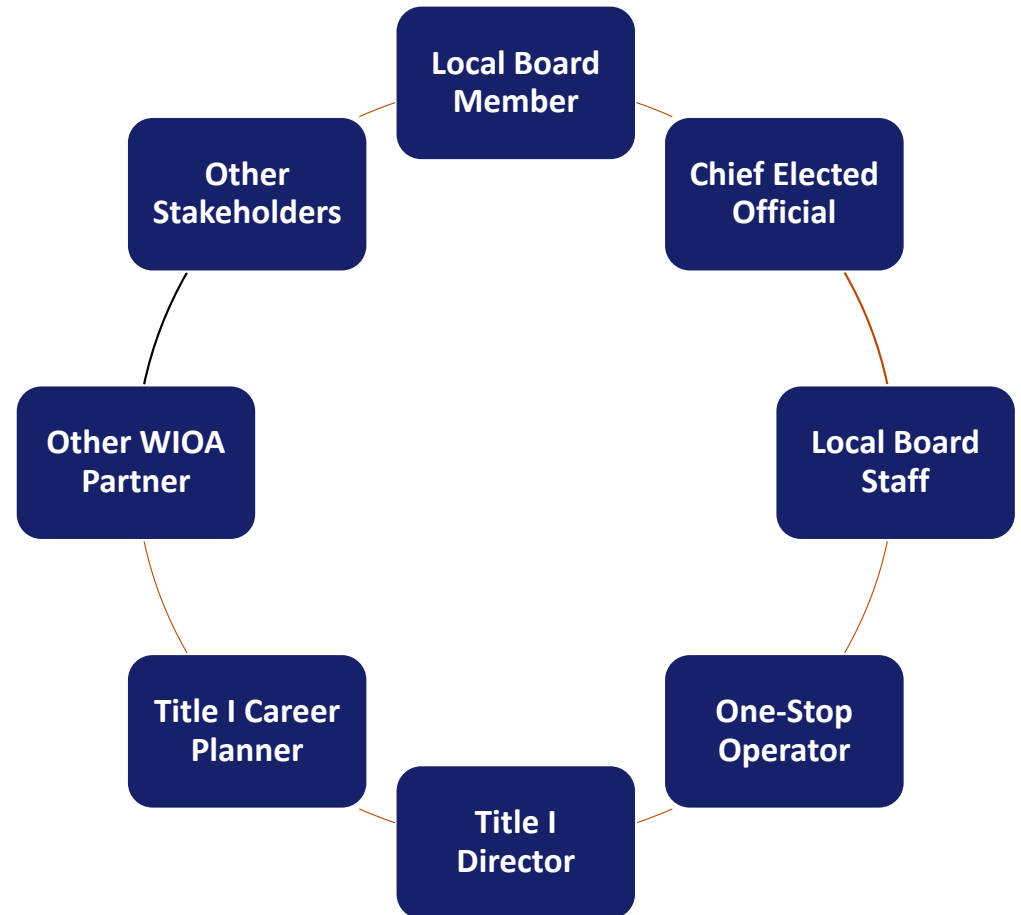 Local Board
Member
Chief Elected
Official
Local Board
Staff
One-Stop
Operator
Title I
Director
Title I Career
Planner
Other WIOA
Partner
Other
Stakeholders